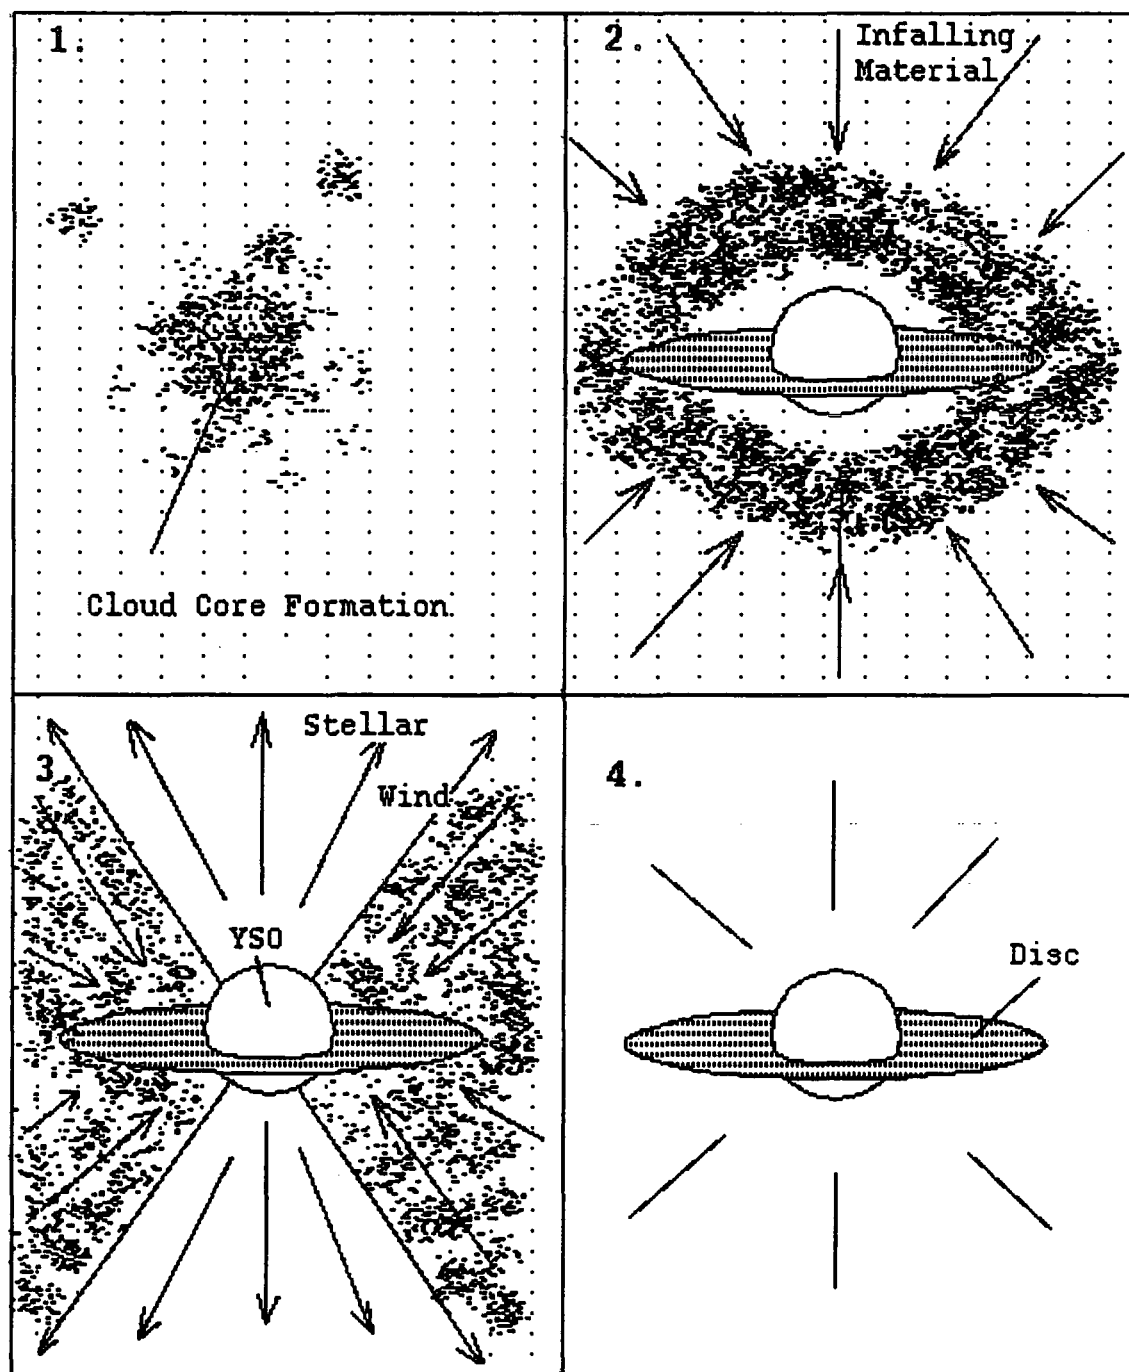 1.
Cloud Core Formation
2.
Infalling
Material
3
Stellar
Wind
YSO
4.
Disc